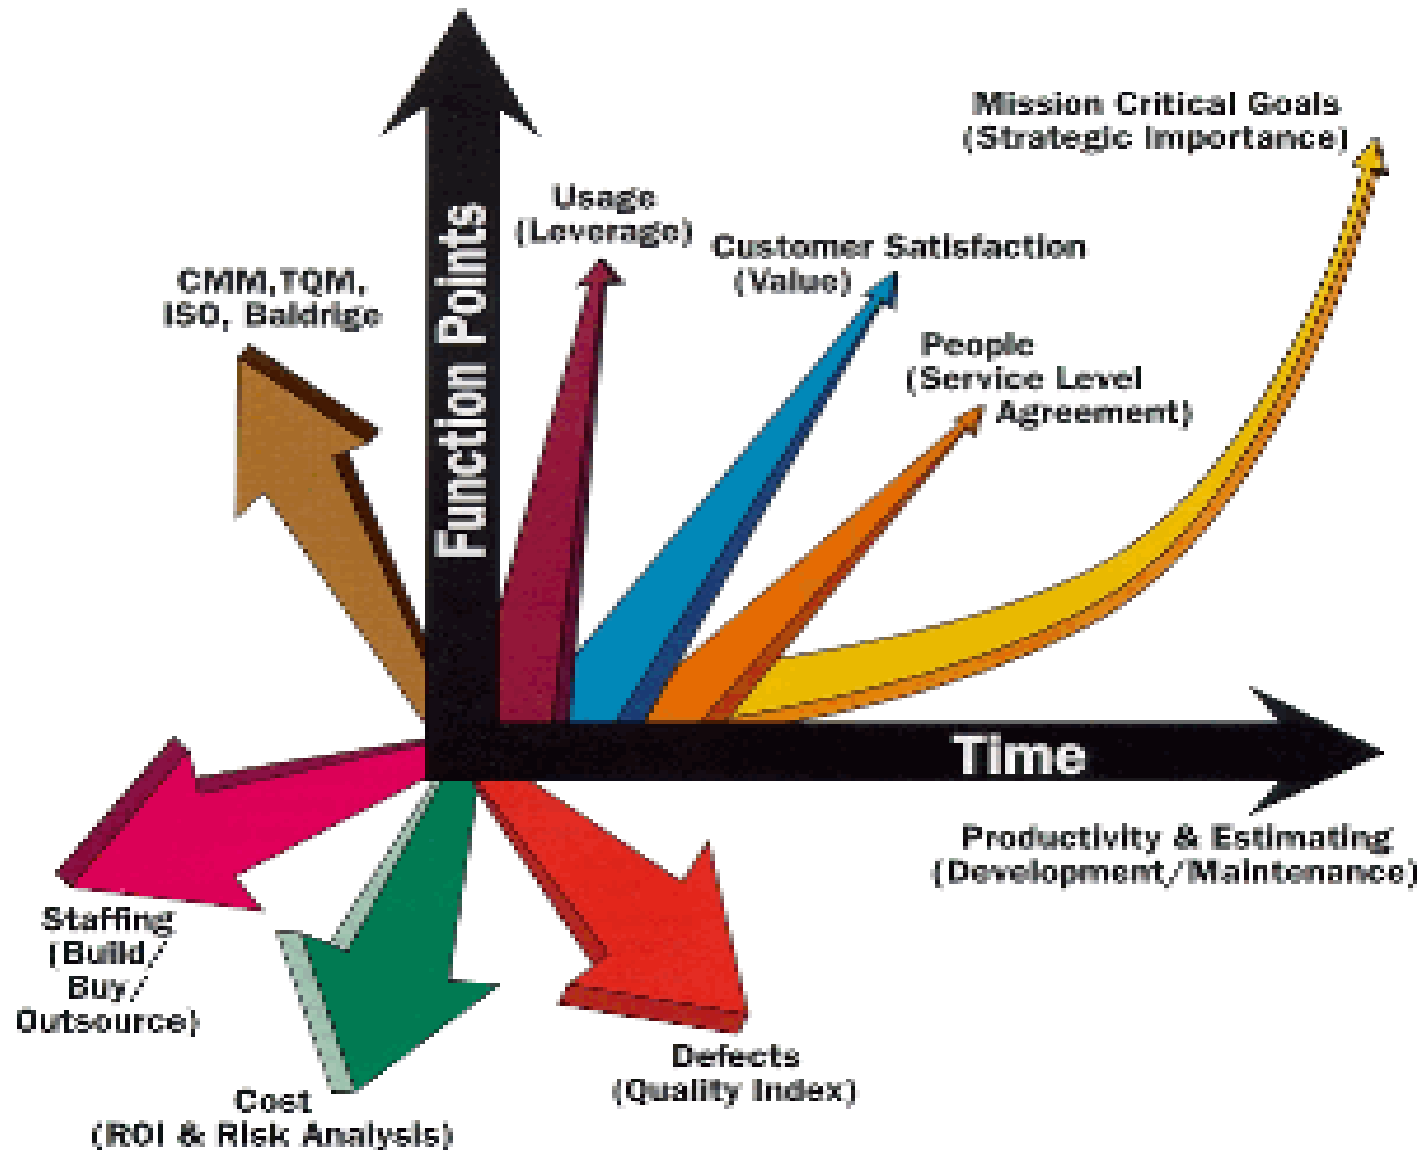 Mission Critical Goals
(Strategic Importance)
Usage
(Leverage)
Customer Satisfaction
(Value)
CMM,TQM,
ISO, Baldrige
People
(Service Level
Agreement)
Function Points
Time
Productivity & Estimating
(Development/Maintenance)
Staffing
(Build/
Buy/
Outsource)
Defects
(Quality Index)
Cost
(ROI & Risk Analysis)